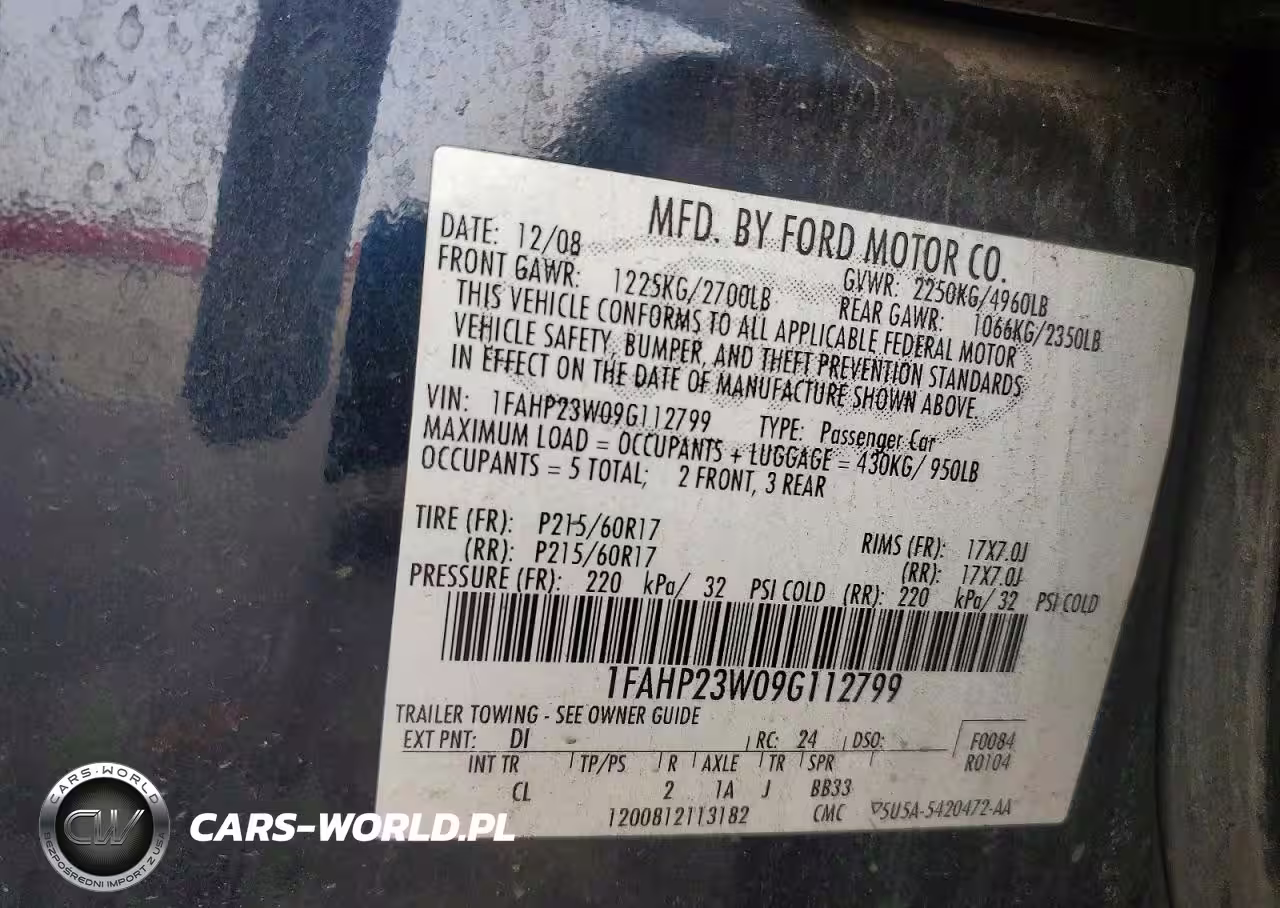 MFD. BY FORD MOTOR CO.
DATE: 12/08 GVWR: 2250KG/4960LB
FRONT GAWR: 1225KG/2700LB REAR GAWR: 1066KG/2350LB
THIS VEHICLE CONFORMS TO ALL APPLICABLE FEDERAL MOTOR
VEHICLE SAFETY, BUMPER, AND THEFT PREVENTION STANDARDS
IN EFFECT ON THE DATE OF MANUFACTURE SHOWN ABOVE.
VIN: 1FAHP23W09G112799 TYPE: Passenger Car
MAXIMUM LOAD = OCCUPANTS + LUGGAGE = 430KG/ 950LB
OCCUPANTS = 5 TOTAL; 2 FRONT, 3 REAR
TIRE (FR): P215/60R17 RIMS (FR): 17X7.0J
(RR): P215/60R17 (RR): 17X7.0J
PRESSURE (FR): 220 kPa/ 32 PSI COLD (RR): 220 kPa/ 32 PSI COLD
1FAHP23W09G112799
TRAILER TOWING - SEE OWNER GUIDE
EXT PNT: DI RC: 24 DSO: F0084
INT TR TP/PS R AXLE TR SPR R0104
CL 2 1A J BB33
1200812113182 CMC ▽5U5A-5420472-AA
CARS-WORLD
CW
BEZPOŚREDNI IMPORT Z USA
CARS-WORLD.PL